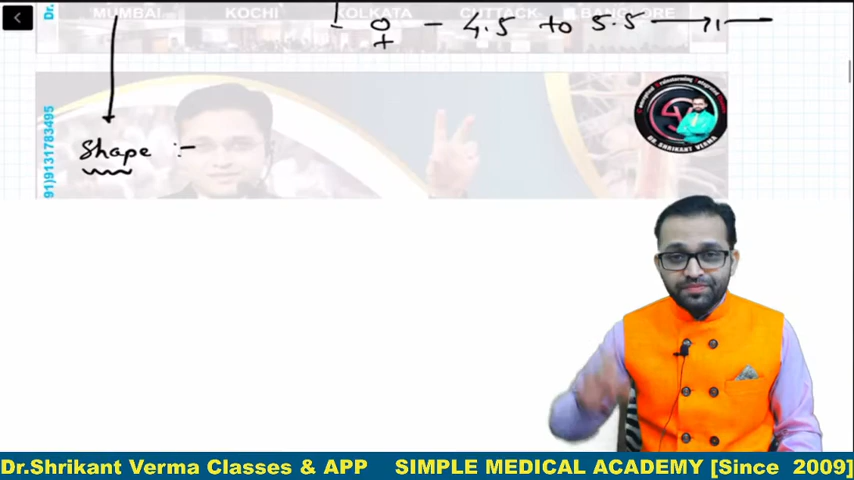 MUMBAI KOCHI KOLKATA CUTTACK BANGLORE
♀ - 4.5 to 5.5
Dr.
91)9131783495
Shape :-
DR. SHRIKANT VERMA
Dr.Shrikant Verma Classes & APP SIMPLE MEDICAL ACADEMY [Since 2009]